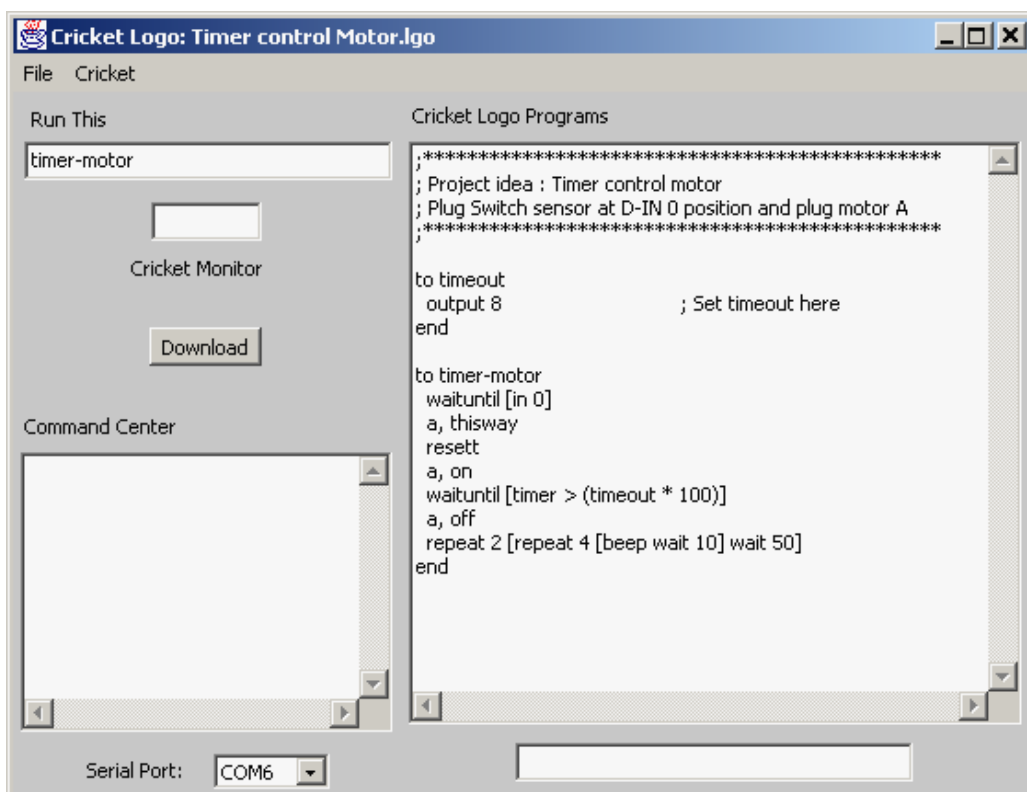 Cricket Logo: Timer control Motor.lgo
File Cricket
Run This
timer-motor
Cricket Monitor
Download
Command Center
Serial Port: COM6
Cricket Logo Programs
;***********************************************
; Project idea : Timer control motor
; Plug Switch sensor at D-IN 0 position and plug motor A
;***********************************************
to timeout
output 8 ; Set timeout here
end
to timer-motor
waituntil [in 0]
a, thisway
resett
a, on
waituntil [timer > (timeout * 100)]
a, off
repeat 2 [repeat 4 [beep wait 10] wait 50]
end